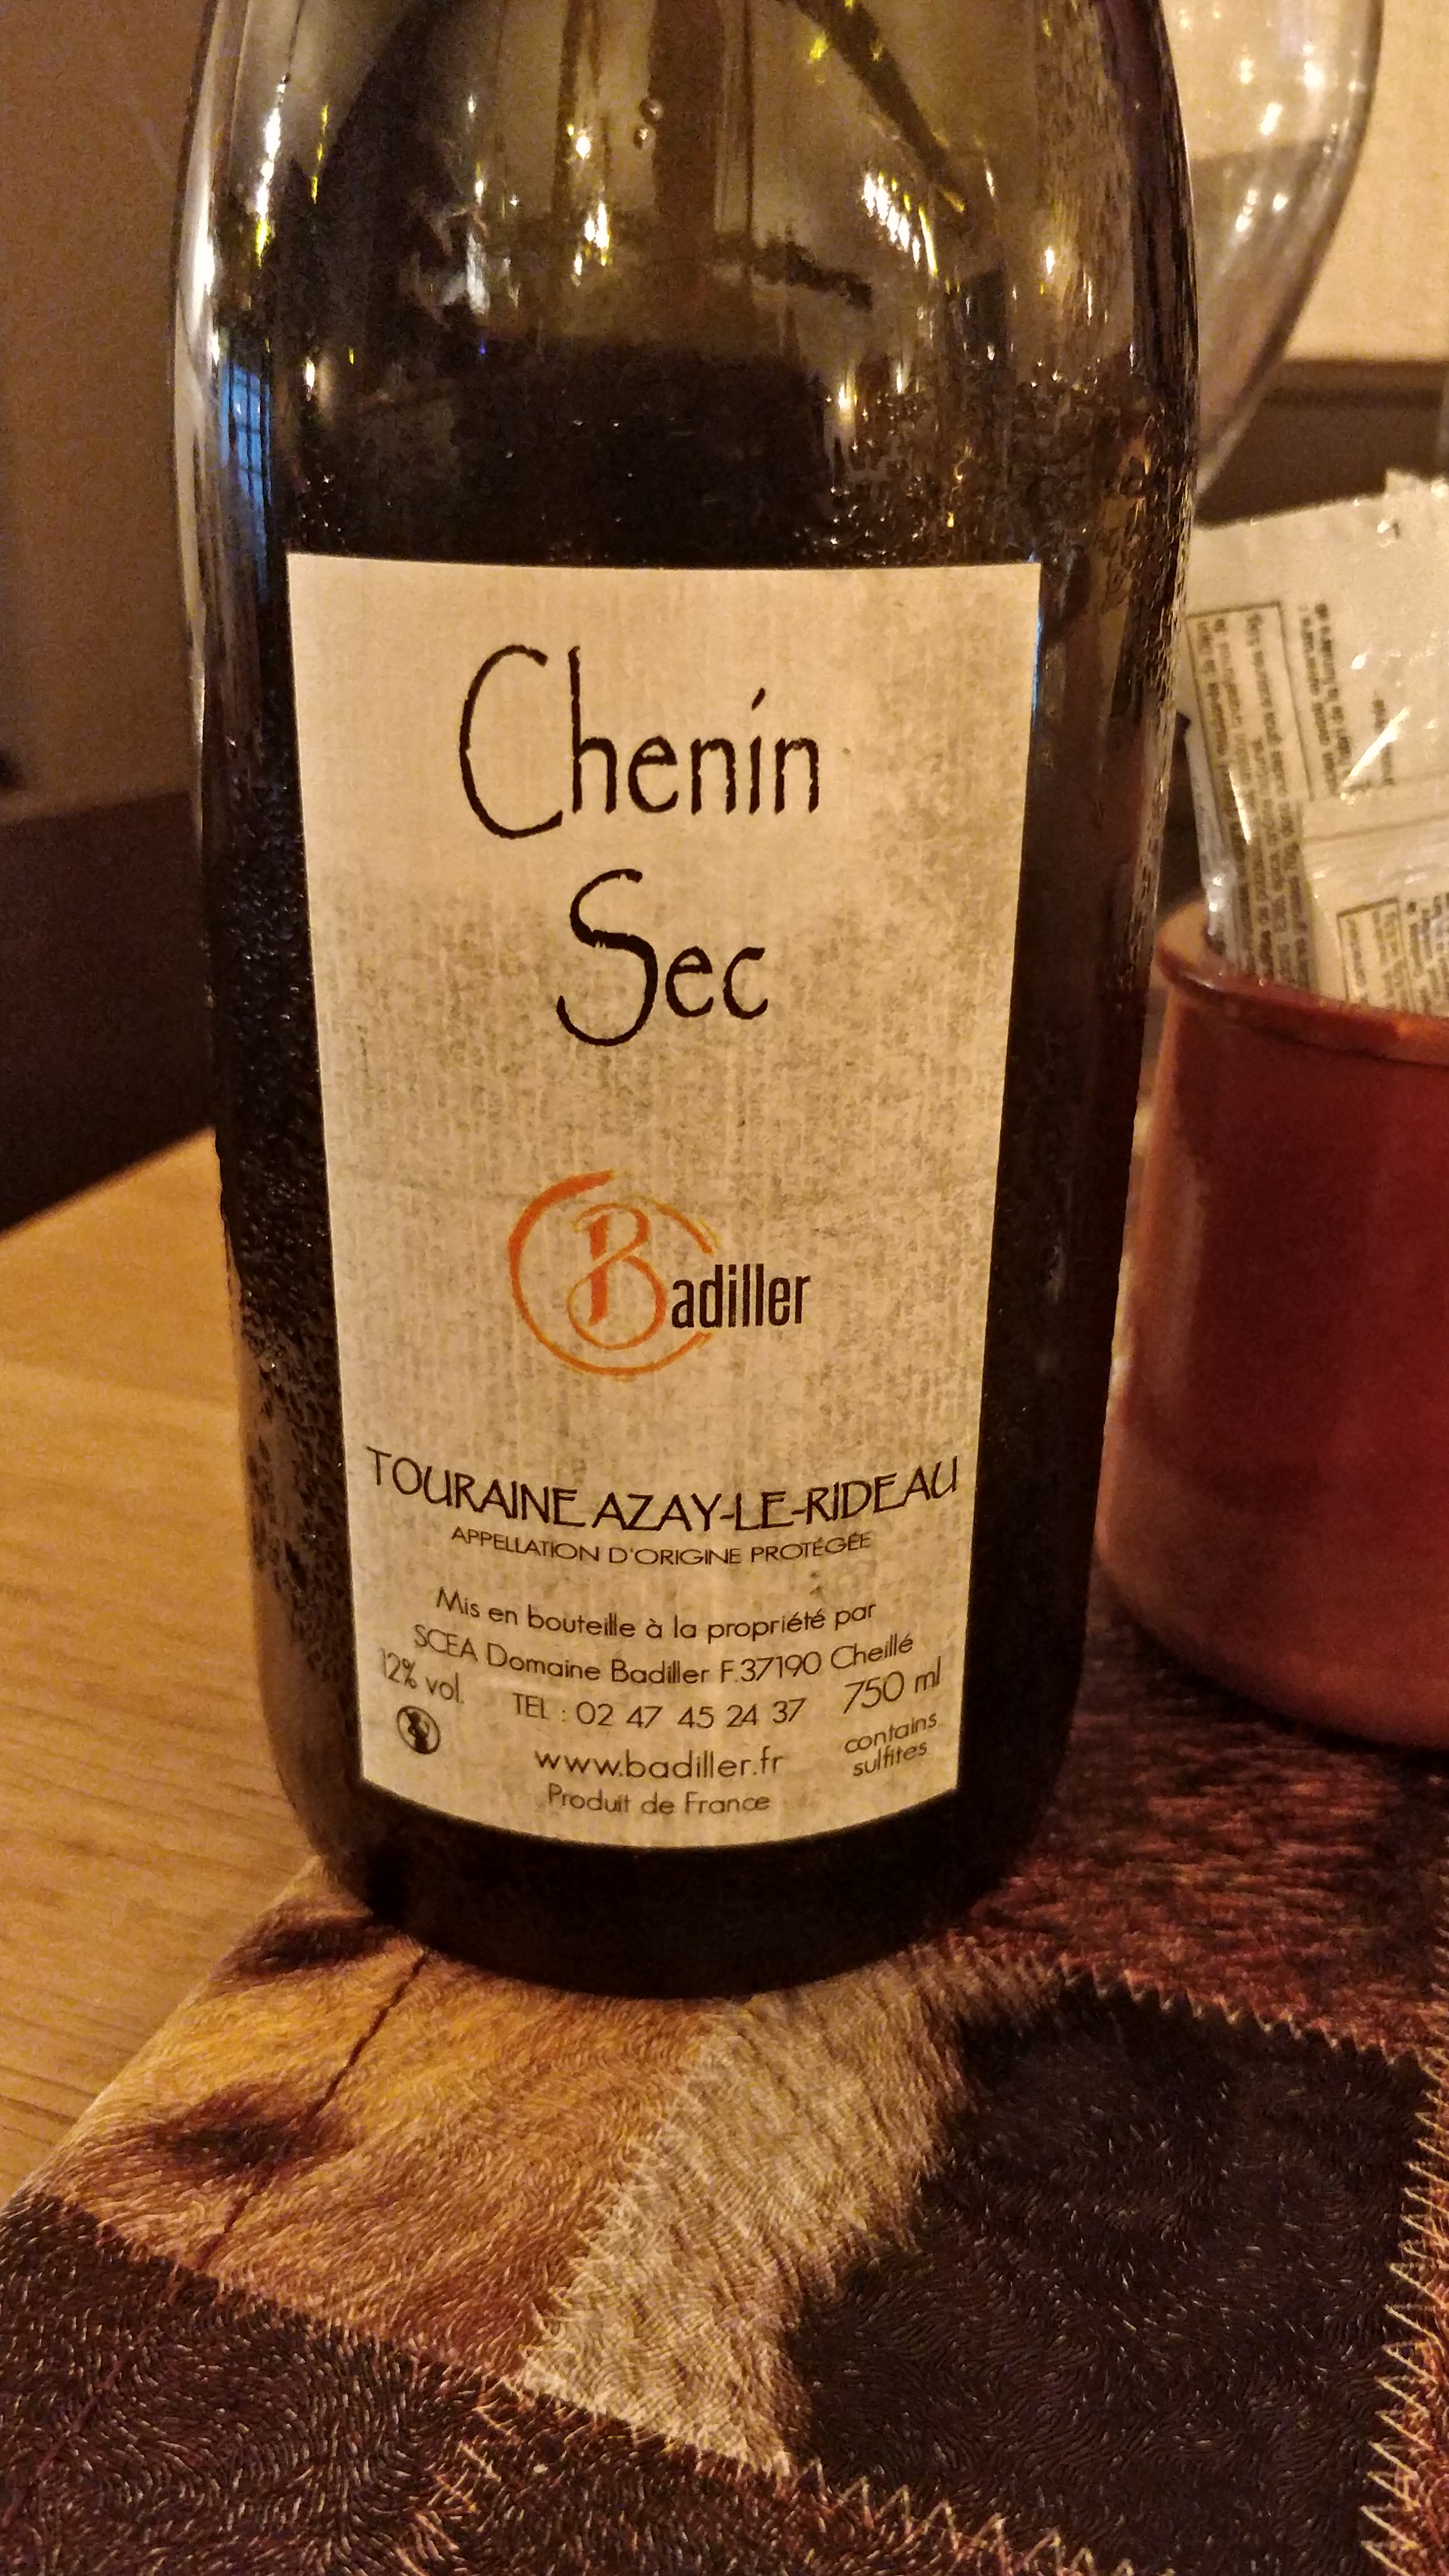 Chenin
Sec
Badiller
TOURAINE AZAY-LE-RIDEAU
APPELLATION D'ORIGINE PROTÉGÉE
Mis en bouteille à la propriété par
SCEA Domaine Badiller F.37190 Cheillé
12% vol.
TEL : 02 47 45 24 37
750 ml
www.badiller.fr
contains
sulfites
Produit de France